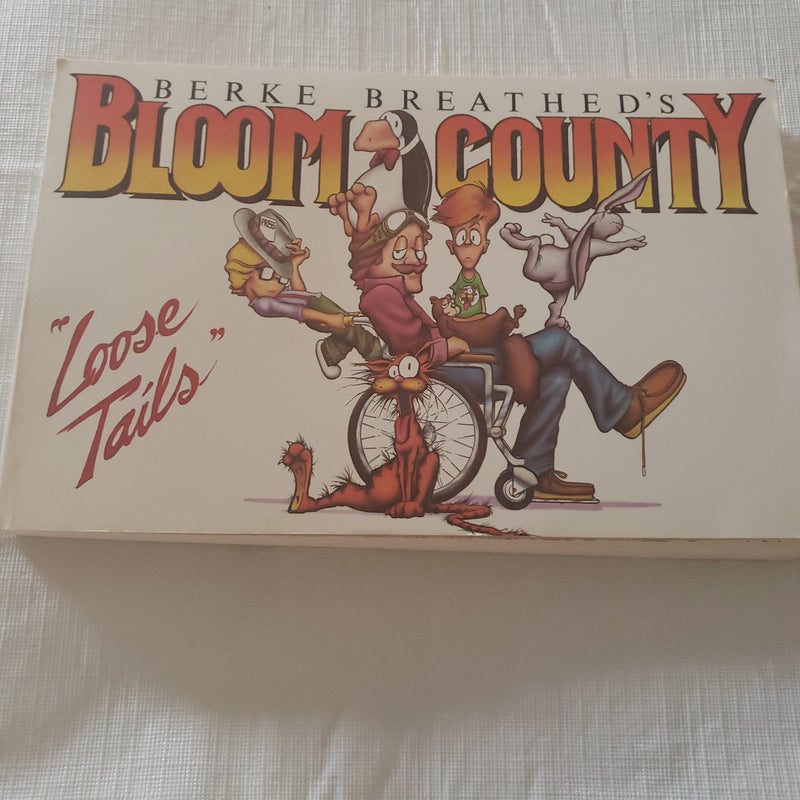 BERKE BREATHED'S
BLOOM COUNTY
"Loose
Tails"
PRESS